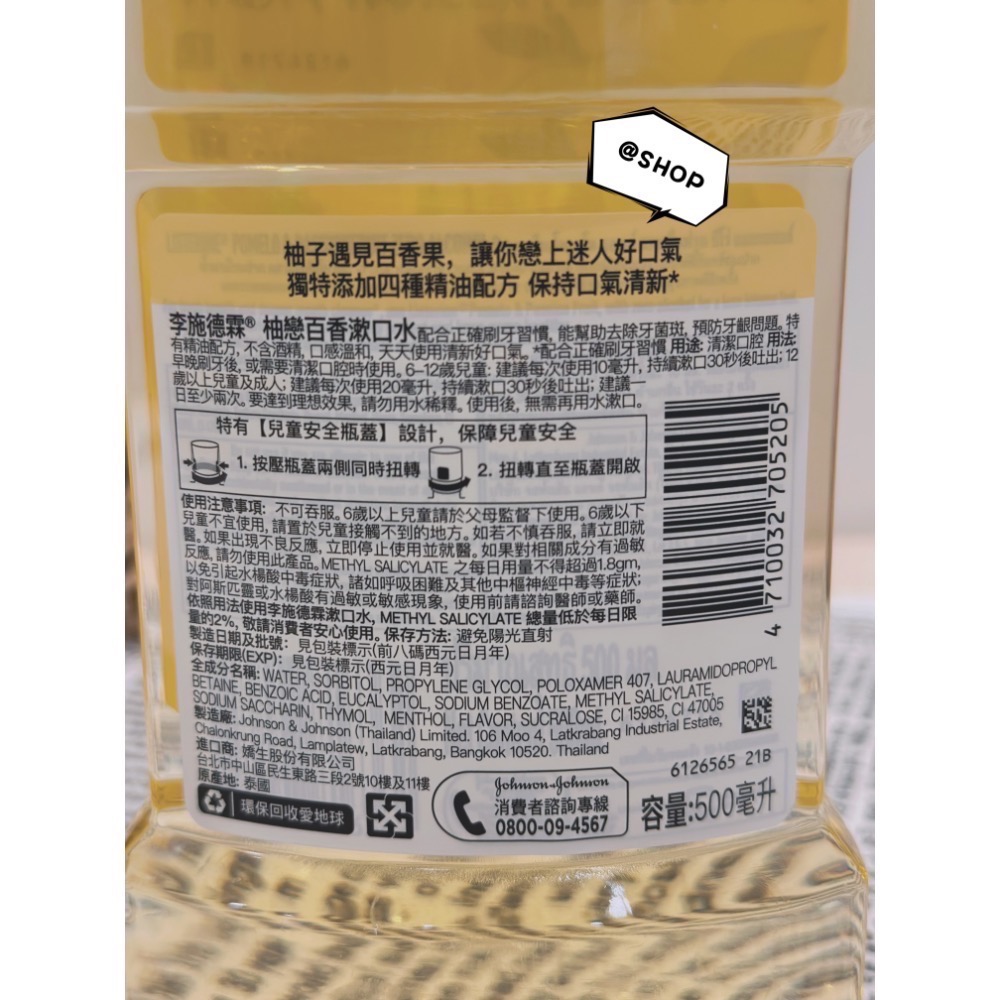 @SHOP
柚子遇見百香果，讓你戀上迷人好口氣
獨特添加四種精油配方 保持口氣清新*
李施德霖® 柚戀百香漱口水 配合正確刷牙習慣, 能幫助去除牙菌斑, 預防牙齦問題。特
有精油配方, 不含酒精, 口感溫和, 天天使用清新好口氣。*配合正確刷牙習慣 用途: 清潔口腔 用法:
早晚刷牙後, 或需要清潔口腔時使用。6–12歲兒童: 建議每次使用10毫升, 持續漱口30秒後吐出; 12
歲以上兒童及成人: 建議每次使用20毫升, 持續漱口30秒後吐出; 建議一
日至少兩次。要達到理想效果, 請勿用水稀釋。使用後, 無需再用水漱口。
特有【兒童安全瓶蓋】設計，保障兒童安全
1. 按壓瓶蓋兩側同時扭轉
2. 扭轉直至瓶蓋開啟
使用注意事項: 不可吞服。6歲以上兒童請於父母監督下使用。6歲以下
兒童不宜使用, 請置於兒童接觸不到的地方。如若不慎吞服, 請立即就
醫。如果出現不良反應, 立即停止使用並就醫。如果對相關成分有過敏
反應, 請勿使用此產品。METHYL SALICYLATE 之每日用量不得超過1.8gm,
以免引起水楊酸中毒症狀, 諸如呼吸困難及其他中樞神經中毒等症狀;
對阿斯匹靈或水楊酸有過敏或敏感現象, 使用前請諮詢醫師或藥師。
依照用法使用李施德霖漱口水, METHYL SALICYLATE 總量低於每日限
量的2%, 敬請消費者安心使用。保存方法: 避免陽光直射
製造日期及批號: 見包裝標示(前八碼西元日月年)
保存期限(EXP): 見包裝標示(西元日月年)
全成分名稱: WATER, SORBITOL, PROPYLENE GLYCOL, POLOXAMER 407, LAURAMIDOPROPYL
BETAINE, BENZOIC ACID, EUCALYPTOL, SODIUM BENZOATE, METHYL SALICYLATE,
SODIUM SACCHARIN, THYMOL, MENTHOL, FLAVOR, SUCRALOSE, CI 15985, CI 47005
製造廠: Johnson & Johnson (Thailand) Limited. 106 Moo 4, Latkrabang Industrial Estate,
Chalonkrung Road, Lamplatew, Latkrabang, Bangkok 10520. Thailand
進口商: 嬌生股份有限公司
台北市中山區民生東路三段2號10樓及11樓
原產地: 泰國
6126565 21B
環保回收愛地球
Johnson&Johnson
消費者諮詢專線
0800-09-4567
容量:500毫升
4 710032 705205